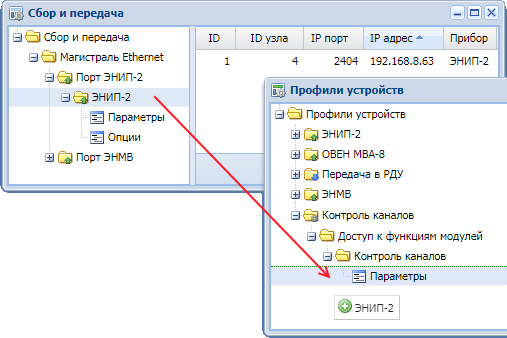 Сбор и передача
Сбор и передача
Магистраль Ethernet
Порт ЭНИП-2
ЭНИП-2
Параметры
Опции
Порт ЭНМВ
ID ID узла IP порт IP адрес Прибор
1 4 2404 192.168.8.63 ЭНИП-2
Профили устройств
Профили устройств
ЭНИП-2
ОВЕН МВА-8
Передача в РДУ
ЭНМВ
Контроль каналов
Доступ к функциям модулей
Контроль каналов
Параметры
ЭНИП-2